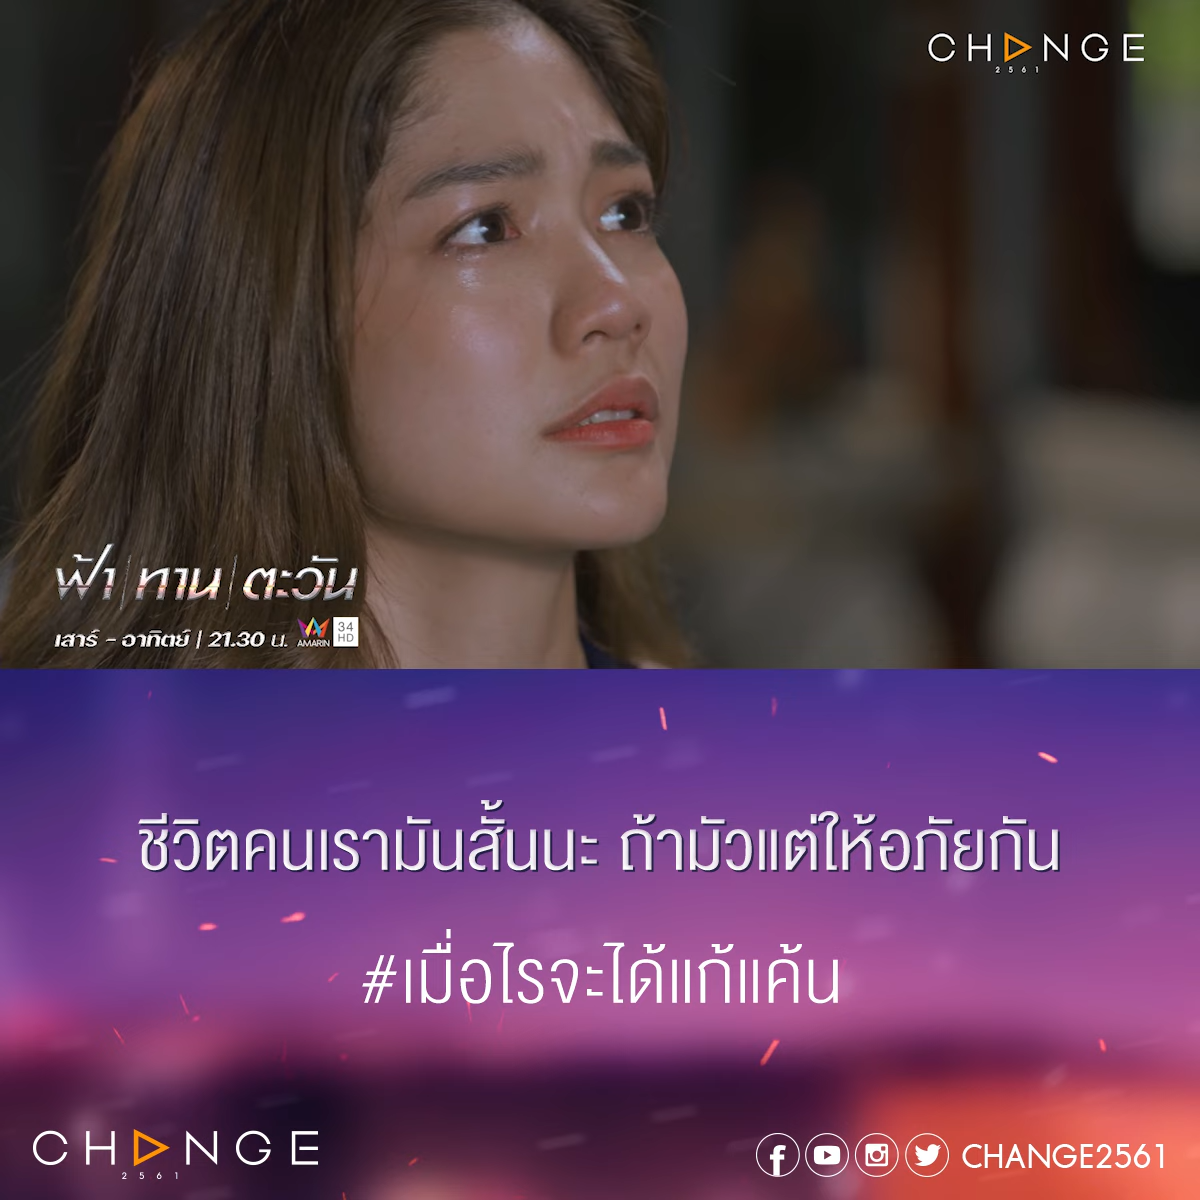 CHANGE
2561
ฟ้า|ทาน|ตะวัน
เสาร์ - อาทิตย์ | 21.30 น. AMARIN 34 HD
ชีวิตคนเรามันสั้นนะ ถ้ามัวแต่ให้อภัยกัน
#เมื่อไรจะได้แก้แค้น
CHANGE
2561
CHANGE2561